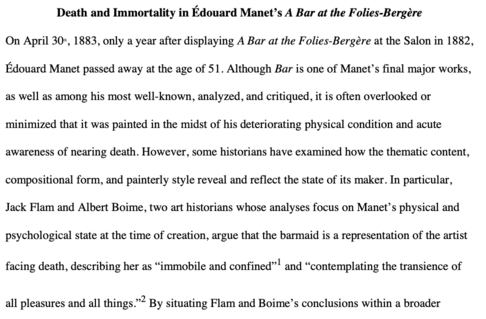 Death and Immortality in Édouard Manet’s A Bar at the Folies-Bergère
On April 30th, 1883, only a year after displaying A Bar at the Folies-Bergère at the Salon in 1882,
Édouard Manet passed away at the age of 51. Although Bar is one of Manet’s final major works,
as well as among his most well-known, analyzed, and critiqued, it is often overlooked or
minimized that it was painted in the midst of his deteriorating physical condition and acute
awareness of nearing death. However, some historians have examined how the thematic content,
compositional form, and painterly style reveal and reflect the state of its maker. In particular,
Jack Flam and Albert Boime, two art historians whose analyses focus on Manet’s physical and
psychological state at the time of creation, argue that the barmaid is a representation of the artist
facing death, describing her as “immobile and confined”1 and “contemplating the transience of
all pleasures and all things.”2 By situating Flam and Boime’s conclusions within a broader